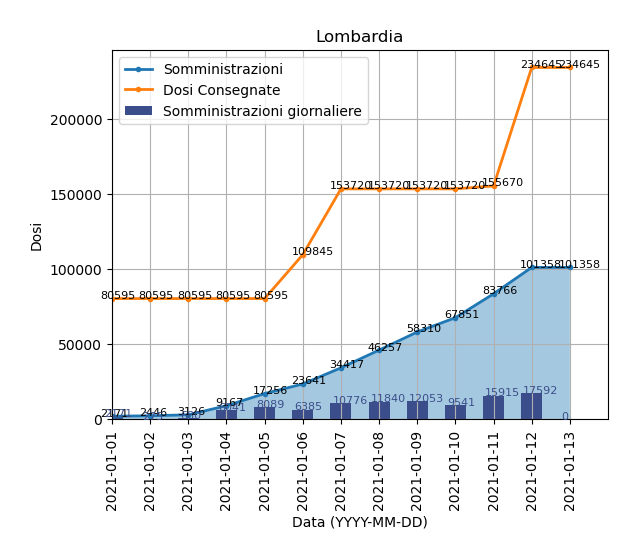 Lombardia
Somministrazioni
Dosi Consegnate
Somministrazioni giornaliere
Dosi
200000
150000
100000
50000
0
80595 80595 80595 80595 80595 109845 153720 153720 153720 153720 155670 234645 234645
2171 2446 3126 9167 17256 23641 34417 46257 58310 67851 83766 101358 101358
8089 6385 10776 11840 12053 9541 15915 17592 0
2021-01-01 2021-01-02 2021-01-03 2021-01-04 2021-01-05 2021-01-06 2021-01-07 2021-01-08 2021-01-09 2021-01-10 2021-01-11 2021-01-12 2021-01-13
Data (YYYY-MM-DD)